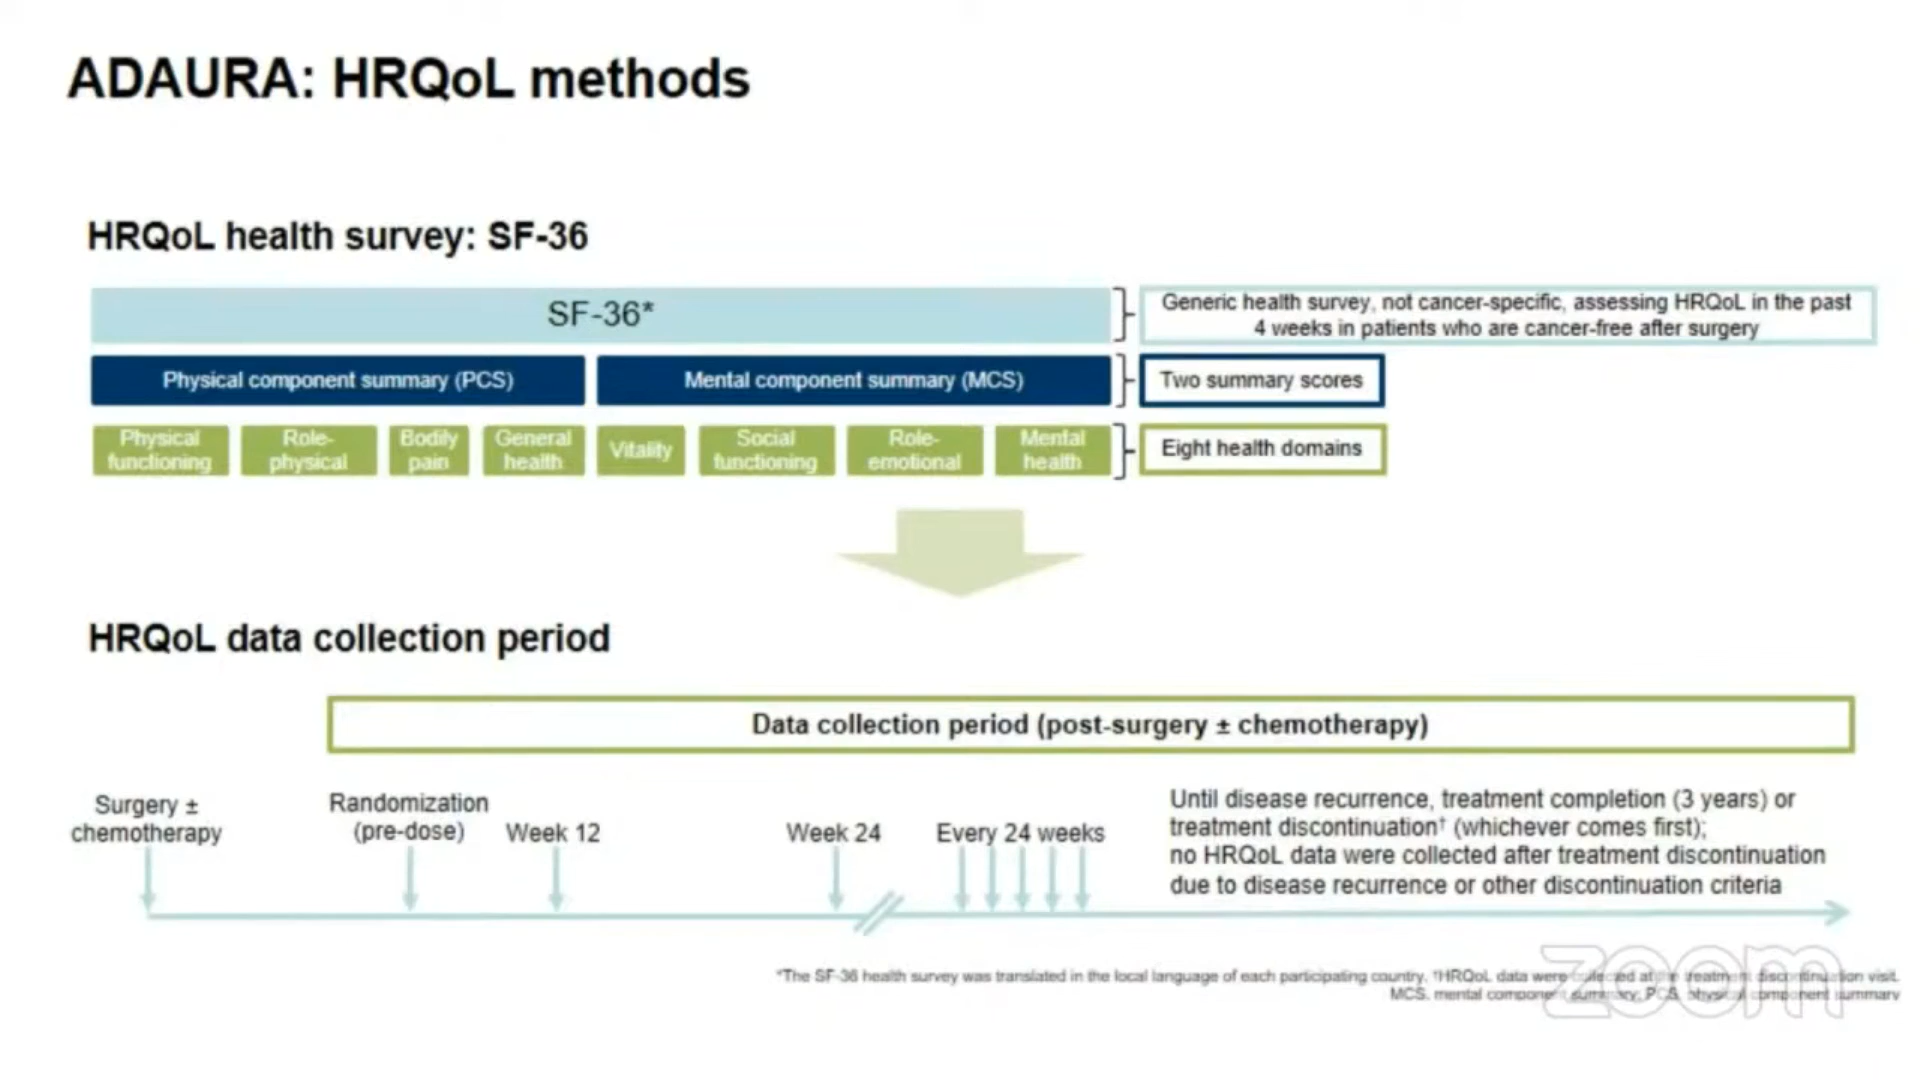 ADAURA: HRQoL methods
HRQoL health survey: SF-36
SF-36*
Generic health survey, not cancer-specific, assessing HRQoL in the past
4 weeks in patients who are cancer-free after surgery
Physical component summary (PCS)
Mental component summary (MCS)
Two summary scores
Physical
functioning
Role-
physical
Bodily
pain
General
health
Vitality
Social
functioning
Role-
emotional
Mental
health
Eight health domains
HRQoL data collection period
Data collection period (post-surgery ± chemotherapy)
Surgery ±
chemotherapy
Randomization
(pre-dose)
Week 12
Week 24
Every 24 weeks
Until disease recurrence, treatment completion (3 years) or
treatment discontinuation† (whichever comes first);
no HRQoL data were collected after treatment discontinuation
due to disease recurrence or other discontinuation criteria
*The SF-36 health survey was translated in the local language of each participating country. †HRQoL data were collected at the treatment discontinuation visit.
MCS, mental component summary; PCS, physical component summary
zoom